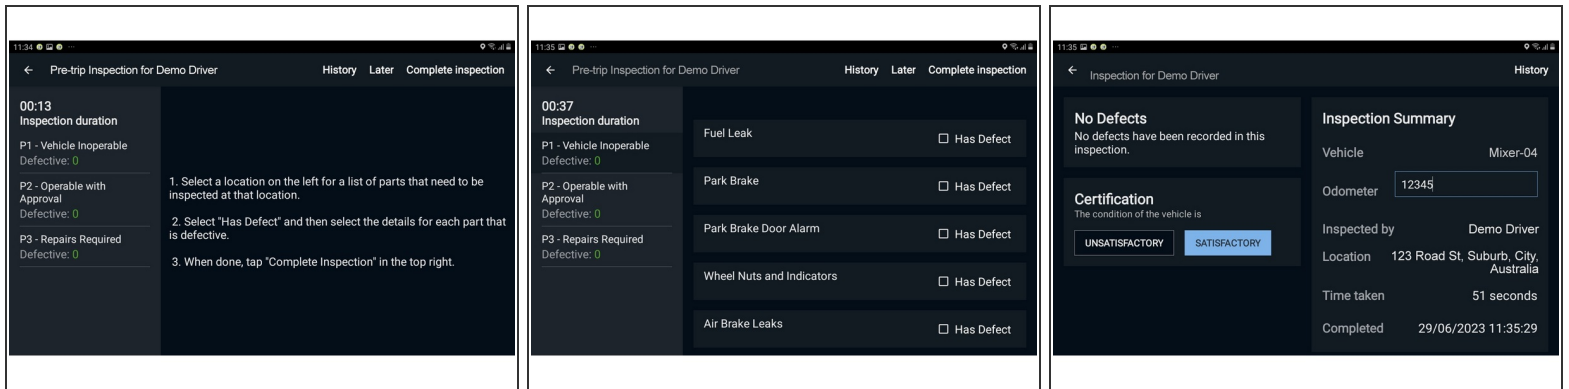 11:34
Pre-trip Inspection for Demo Driver
History Later Complete inspection
00:13
Inspection duration
P1 - Vehicle Inoperable
Defective: 0
P2 - Operable with
Approval
Defective: 0
P3 - Repairs Required
Defective: 0
1. Select a location on the left for a list of parts that need to be
inspected at that location.
2. Select "Has Defect" and then select the details for each part that
is defective.
3. When done, tap "Complete Inspection" in the top right.
11:35
Pre-trip Inspection for Demo Driver
History Later Complete inspection
00:37
Inspection duration
P1 - Vehicle Inoperable
Defective: 0
P2 - Operable with
Approval
Defective: 0
P3 - Repairs Required
Defective: 0
Fuel Leak Has Defect
Park Brake Has Defect
Park Brake Door Alarm Has Defect
Wheel Nuts and Indicators Has Defect
Air Brake Leaks Has Defect
11:35
Inspection for Demo Driver
History
No Defects
No defects have been recorded in this
inspection.
Certification
The condition of the vehicle is
UNSATISFACTORY SATISFACTORY
Inspection Summary
Vehicle Mixer-04
Odometer 12345
Inspected by Demo Driver
Location 123 Road St, Suburb, City,
Australia
Time taken 51 seconds
Completed 29/06/2023 11:35:29